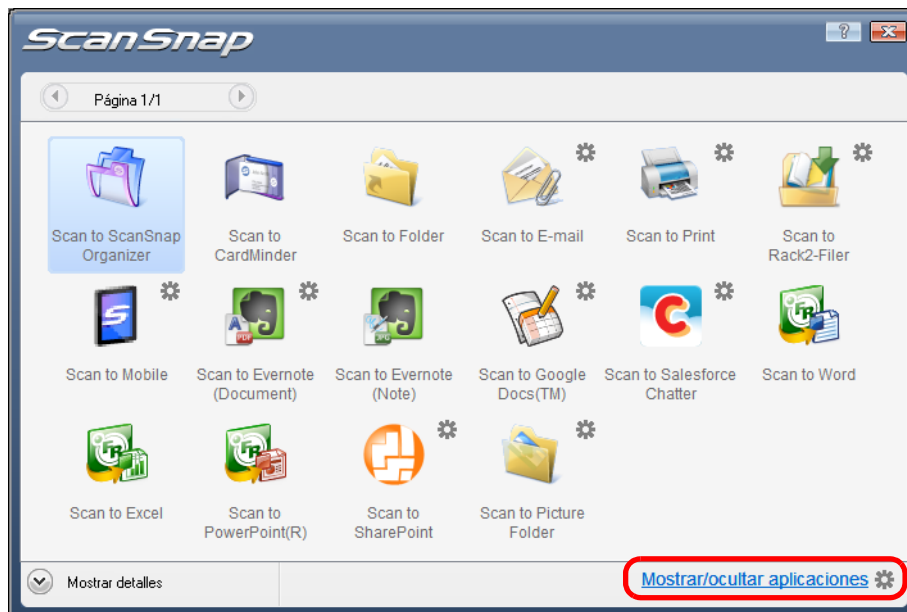 ScanSnap
Página 1/1
Scan to ScanSnap
Organizer
Scan to
CardMinder
Scan to Folder
Scan to E-mail
Scan to Print
Scan to
Rack2-Filer
Scan to Mobile
Scan to Evernote
(Document)
Scan to Evernote
(Note)
Scan to Google
Docs(TM)
Scan to Salesforce
Chatter
Scan to Word
Scan to Excel
Scan to
PowerPoint(R)
Scan to
SharePoint
Scan to Picture
Folder
Mostrar detalles
Mostrar/ocultar aplicaciones